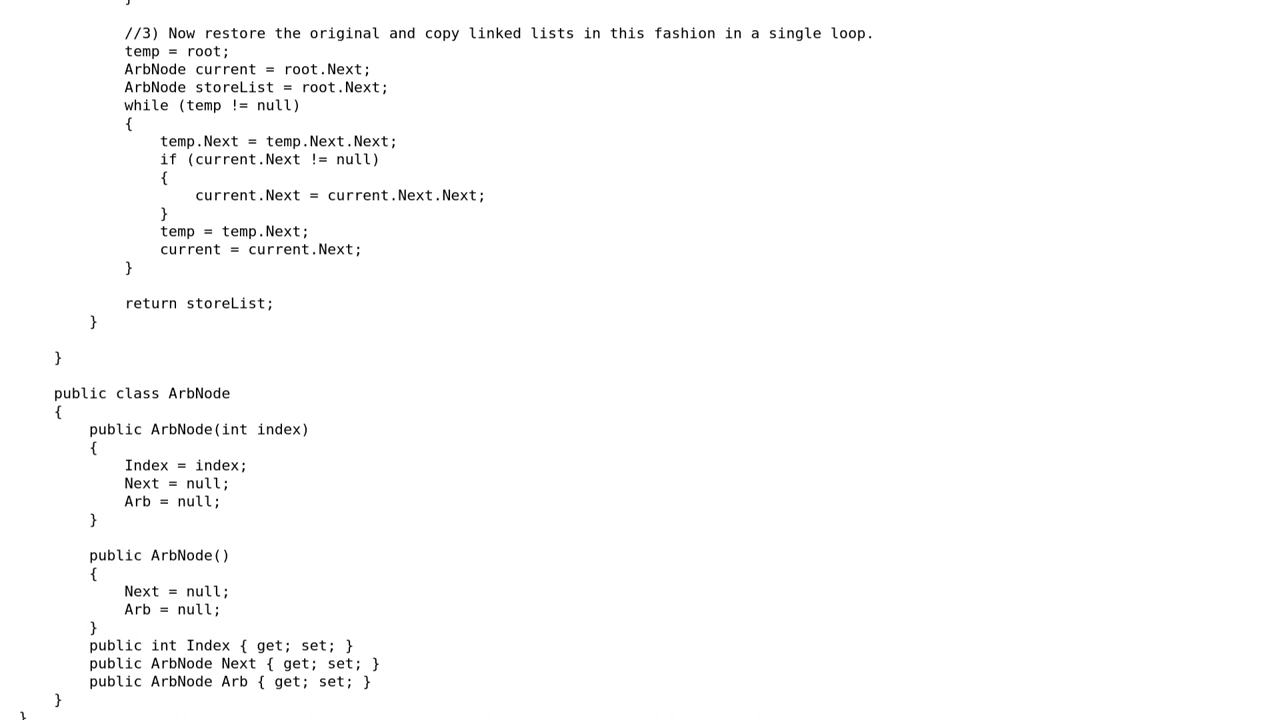 }
//3) Now restore the original and copy linked lists in this fashion in a single loop.
temp = root;
ArbNode current = root.Next;
ArbNode storeList = root.Next;
while (temp != null)
{
temp.Next = temp.Next.Next;
if (current.Next != null)
{
current.Next = current.Next.Next;
}
temp = temp.Next;
current = current.Next;
}
return storeList;
}
}
public class ArbNode
{
public ArbNode(int index)
{
Index = index;
Next = null;
Arb = null;
}
public ArbNode()
{
Next = null;
Arb = null;
}
public int Index { get; set; }
public ArbNode Next { get; set; }
public ArbNode Arb { get; set; }
}
}